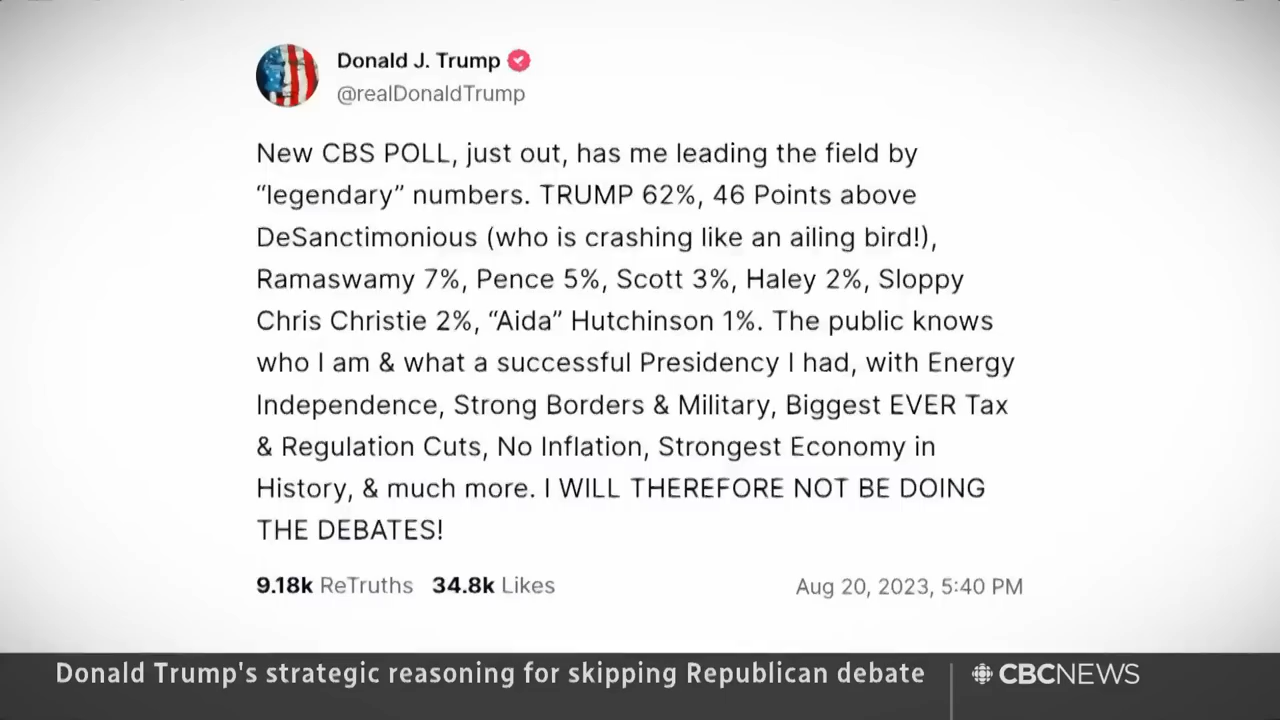 Donald J. Trump
@realDonaldTrump
New CBS POLL, just out, has me leading the field by
“legendary” numbers. TRUMP 62%, 46 Points above
DeSanctimonious (who is crashing like an ailing bird!),
Ramaswamy 7%, Pence 5%, Scott 3%, Haley 2%, Sloppy
Chris Christie 2%, “Aida” Hutchinson 1%. The public knows
who I am & what a successful Presidency I had, with Energy
Independence, Strong Borders & Military, Biggest EVER Tax
& Regulation Cuts, No Inflation, Strongest Economy in
History, & much more. I WILL THEREFORE NOT BE DOING
THE DEBATES!
9.18k ReTruths 34.8k Likes Aug 20, 2023, 5:40 PM
Donald Trump's strategic reasoning for skipping Republican debate CBCNEWS